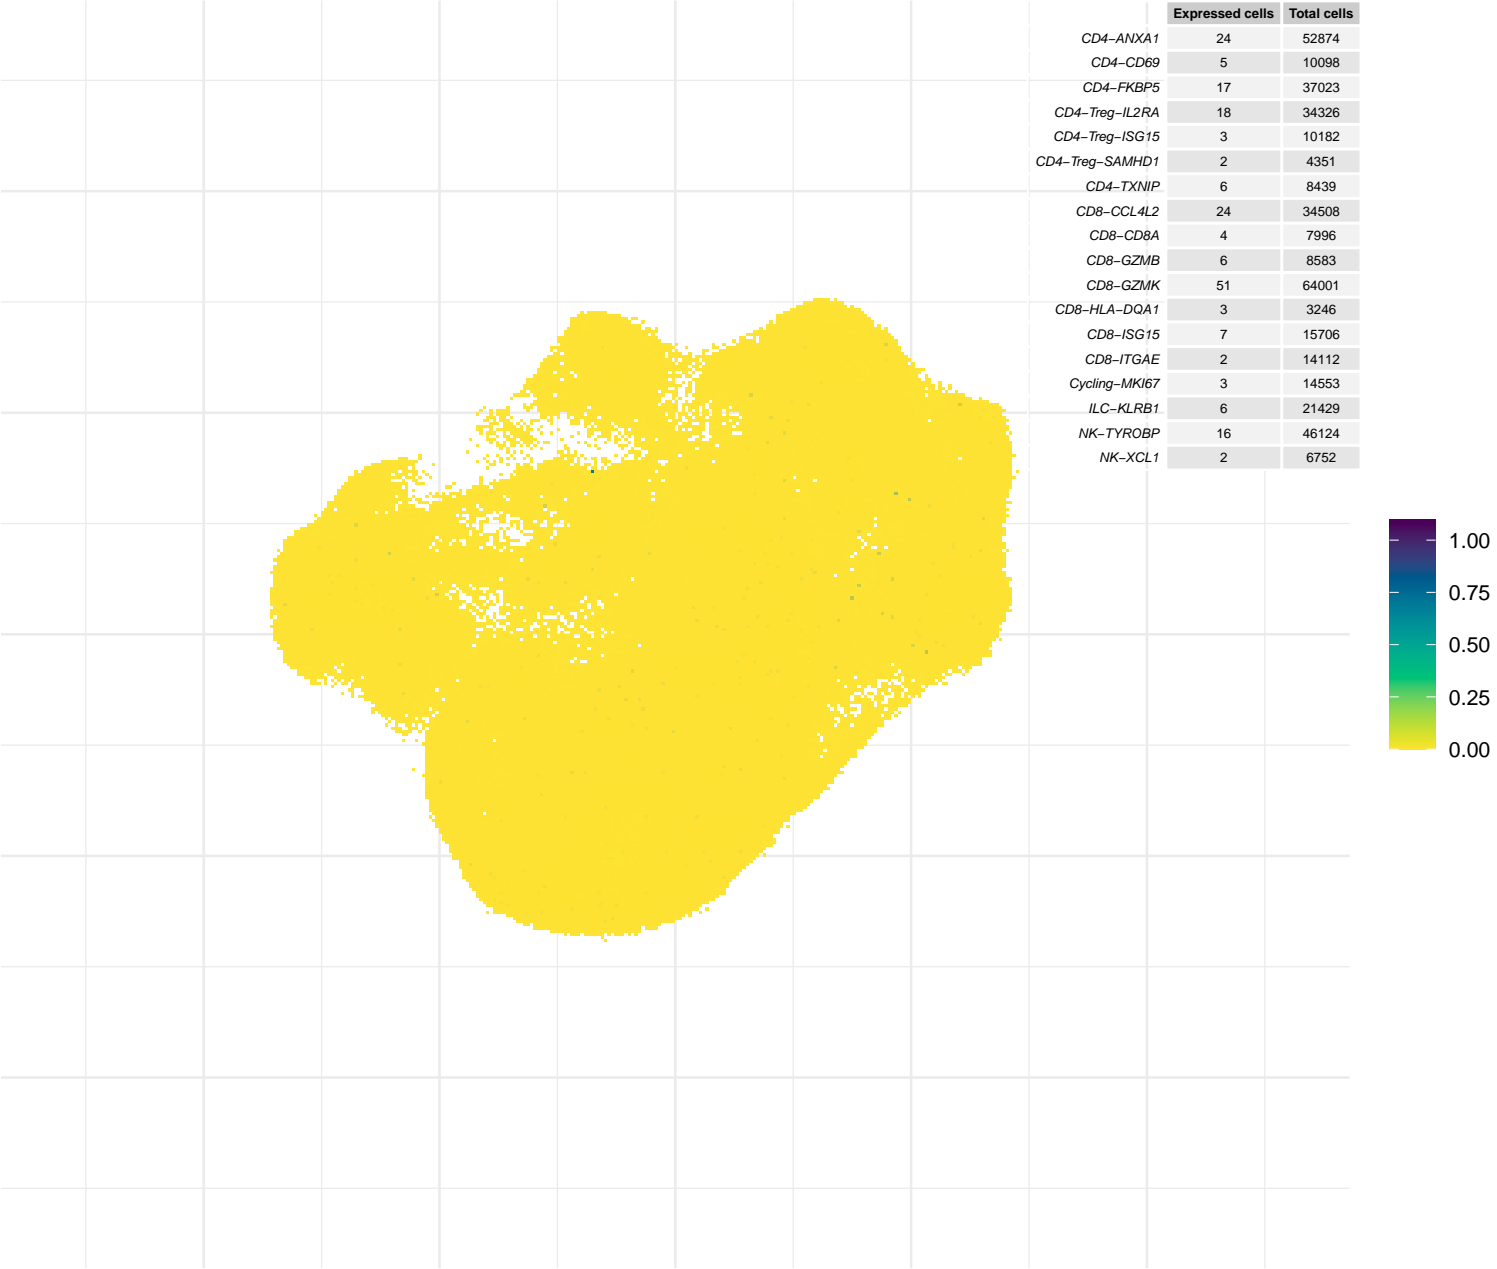 Expressed cells Total cells
CD4−ANXA1 24 52874
CD4−CD69 5 10098
CD4−FKBP5 17 37023
CD4−Treg−IL2RA 18 34326
CD4−Treg−ISG15 3 10182
CD4−Treg−SAMHD1 2 4351
CD4−TXNIP 6 8439
CD8−CCL4L2 24 34508
CD8−CD8A 4 7996
CD8−GZMB 6 8583
CD8−GZMK 51 64001
CD8−HLA−DQA1 3 3246
CD8−ISG15 7 15706
CD8−ITGAE 2 14112
Cycling−MKI67 3 14553
ILC−KLRB1 6 21429
NK−TYROBP 16 46124
NK−XCL1 2 6752
1.00
0.75
0.50
0.25
0.00